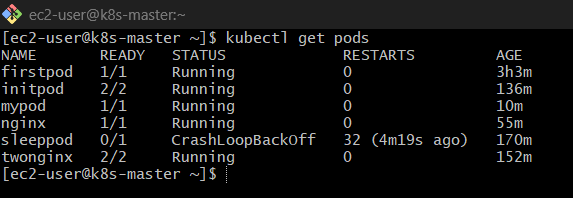 ec2-user@k8s-master:~
[ec2-user@k8s-master ~]$ kubectl get pods
NAME       READY   STATUS             RESTARTS         AGE
firstpod   1/1     Running            0                3h3m
initpod    2/2     Running            0                136m
mypod      1/1     Running            0                10m
nginx      1/1     Running            0                55m
sleeppod   0/1     CrashLoopBackOff   32 (4m19s ago)   170m
twonginx   2/2     Running            0                152m
[ec2-user@k8s-master ~]$